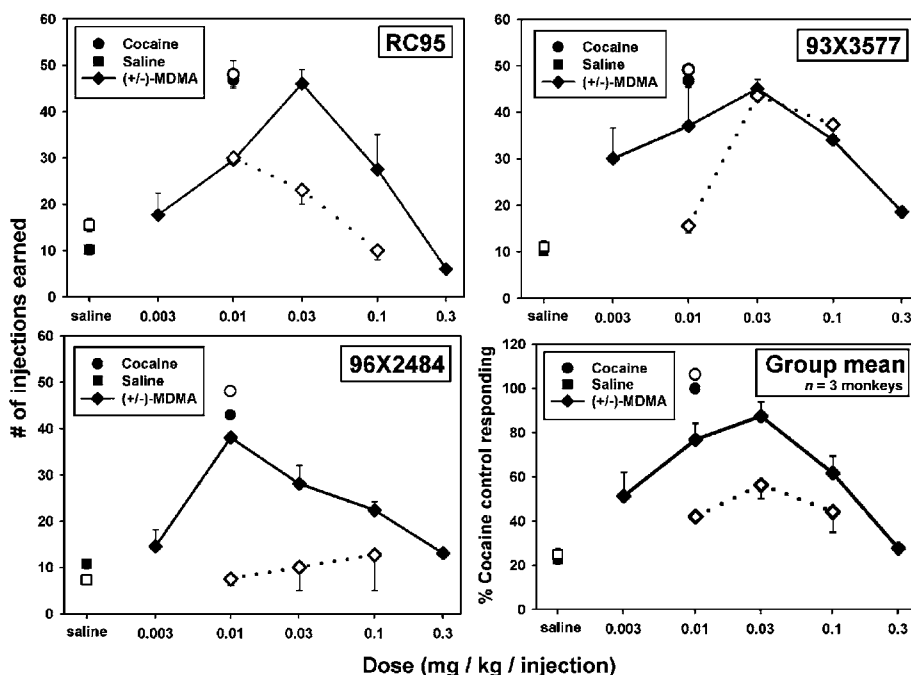 # of injections earned
60
50
40
30
20
10
0
Cocaine
Saline
(+/-)-MDMA
RC95
saline
0.003
0.01
0.03
0.1
0.3
60
50
40
30
20
10
0
Cocaine
Saline
(+/-)-MDMA
93X3577
saline
0.003
0.01
0.03
0.1
0.3
60
50
40
30
20
10
0
Cocaine
Saline
(+/-)-MDMA
96X2484
saline
0.003
0.01
0.03
0.1
0.3
% Cocaine control responding
120
100
80
60
40
20
0
Cocaine
Saline
(+/-)-MDMA
Group mean
n = 3 monkeys
saline
0.003
0.01
0.03
0.1
0.3
Dose (mg / kg / injection)